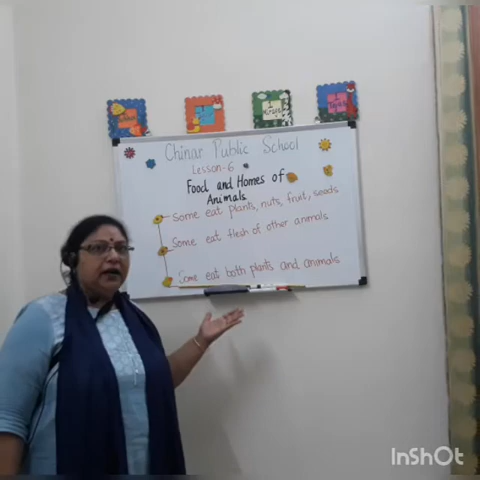 Chinar Public School
Lesson-6
Food and Homes of
Animals
Some eat plants, nuts, fruit, seeds
Some eat flesh of other animals
Some eat both plants and animals
InShOt